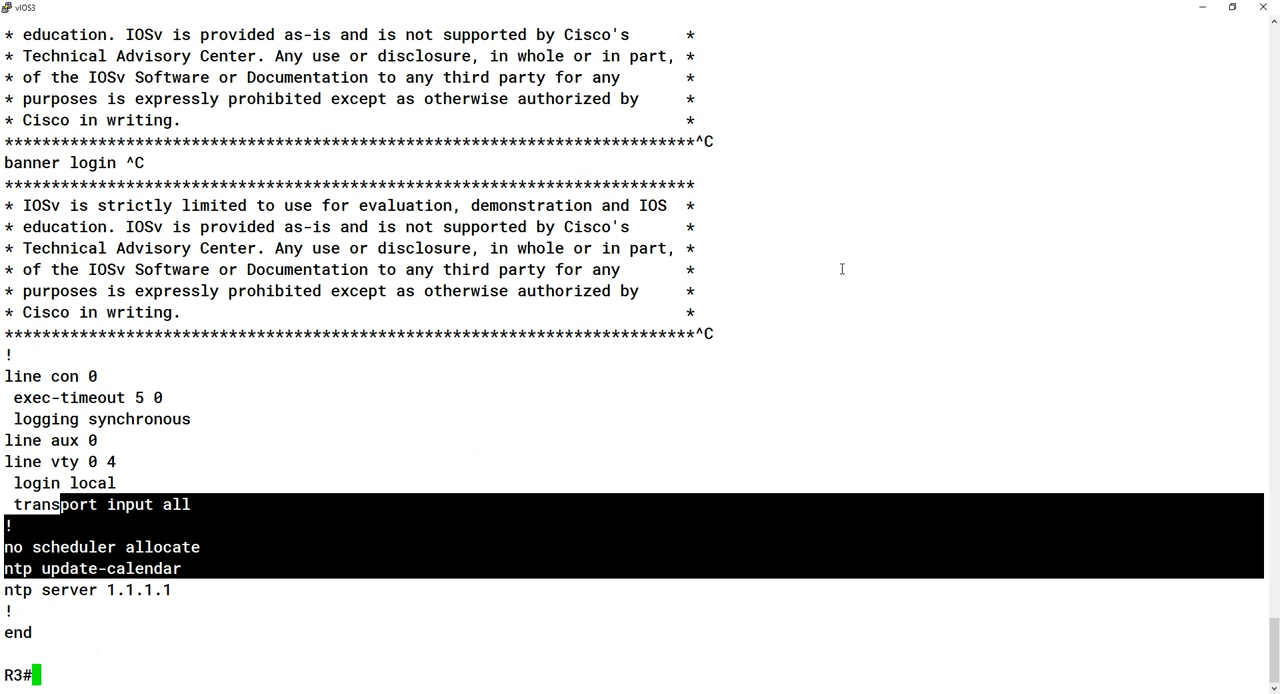 vIOS3
* education. IOSv is provided as-is and is not supported by Cisco's *
* Technical Advisory Center. Any use or disclosure, in whole or in part, *
* of the IOSv Software or Documentation to any third party for any *
* purposes is expressly prohibited except as otherwise authorized by *
* Cisco in writing. *
**************************************************************************^C
banner login ^C
**************************************************************************
* IOSv is strictly limited to use for evaluation, demonstration and IOS *
* education. IOSv is provided as-is and is not supported by Cisco's *
* Technical Advisory Center. Any use or disclosure, in whole or in part, *
* of the IOSv Software or Documentation to any third party for any *
* purposes is expressly prohibited except as otherwise authorized by *
* Cisco in writing. *
**************************************************************************^C
!
line con 0
 exec-timeout 5 0
 logging synchronous
line aux 0
line vty 0 4
 login local
 transport input all
!
no scheduler allocate
ntp update-calendar
ntp server 1.1.1.1
!
end
R3#